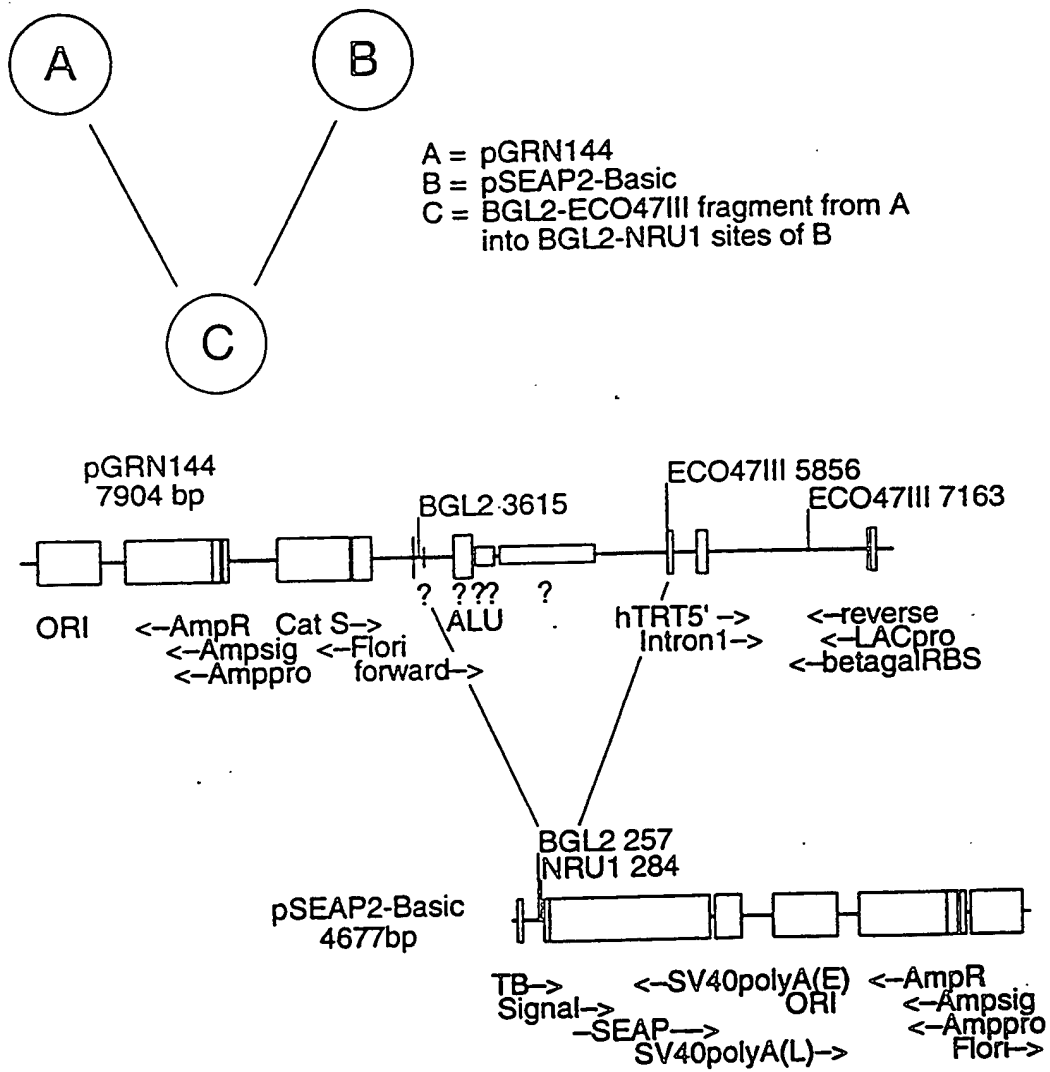 A
B
A = pGRN144
B = pSEAP2-Basic
C = BGL2-ECO47III fragment from A
into BGL2-NRU1 sites of B
C
pGRN144
7904 bp
BGL2 3615
ECO47III 5856
ECO47III 7163
? ? ?? ?
ORI
<-AmpR
<-Ampsig
<-Amppro
Cat S->
<-Flori
forward->
ALU
hTRT5' ->
Intron1->
<-reverse
<-LACpro
<-betagalRBS
BGL2 257
NRU1 284
pSEAP2-Basic
4677bp
TB->
Signal->
-SEAP->
<-SV40polyA(E)
ORI
SV40polyA(L)->
<-AmpR
<-Ampsig
<-Amppro
Flori->